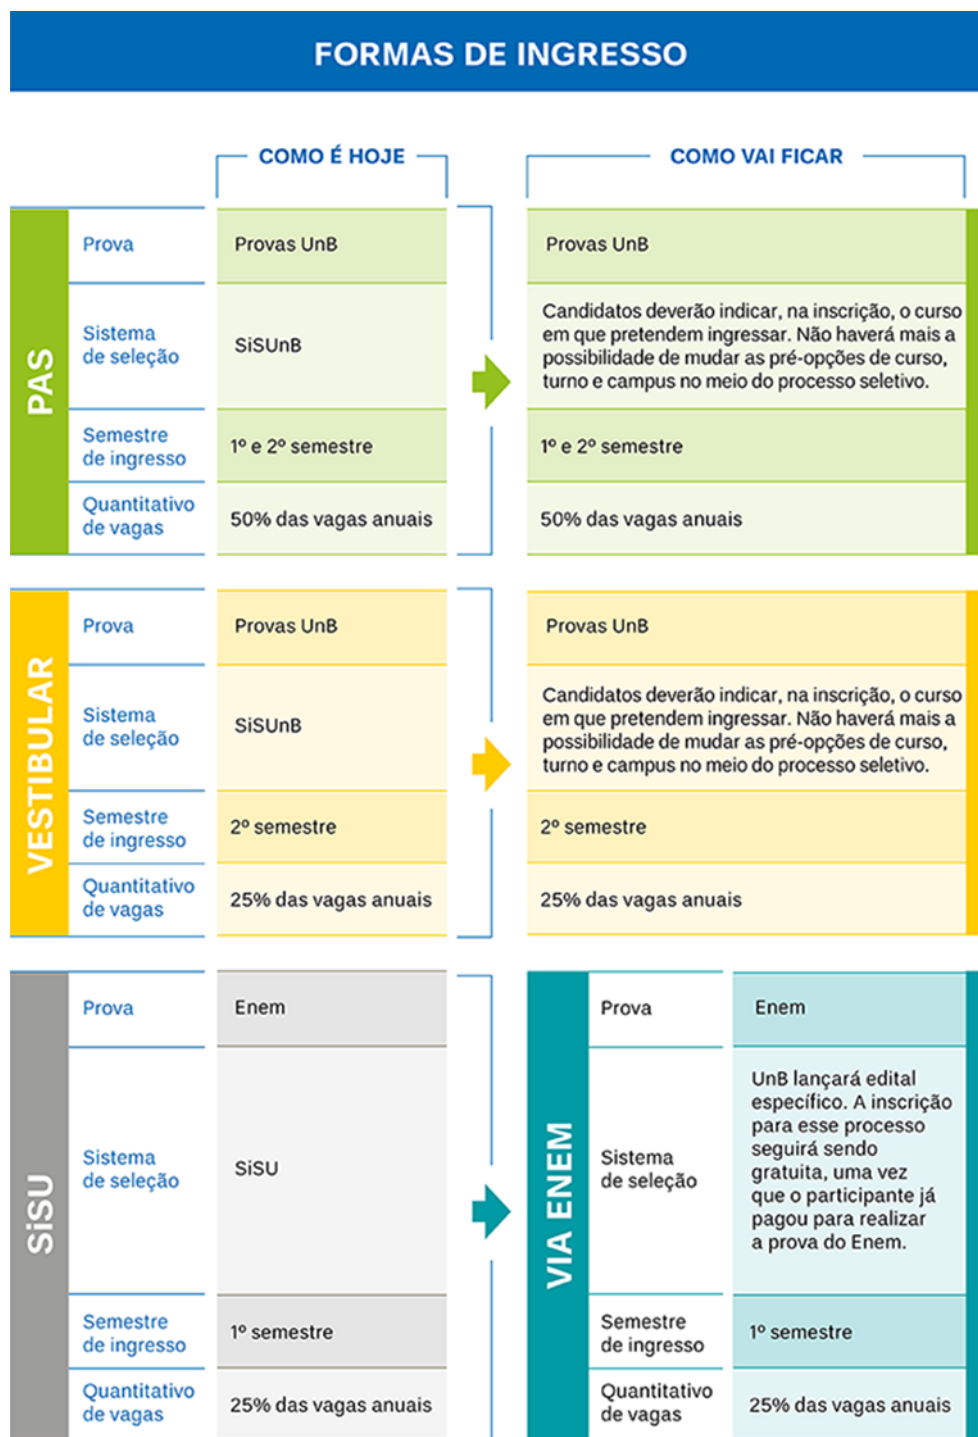 FORMAS DE INGRESSO
COMO É HOJE
COMO VAI FICAR
PAS
Prova
Provas UnB
Provas UnB
Sistema
de seleção
SiSUnB
Candidatos deverão indicar, na inscrição, o curso
em que pretendem ingressar. Não haverá mais a
possibilidade de mudar as pré-opções de curso,
turno e campus no meio do processo seletivo.
Semestre
de ingresso
1º e 2º semestre
1º e 2º semestre
Quantitativo
de vagas
50% das vagas anuais
50% das vagas anuais
VESTIBULAR
Prova
Provas UnB
Provas UnB
Sistema
de seleção
SiSUnB
Candidatos deverão indicar, na inscrição, o curso
em que pretendem ingressar. Não haverá mais a
possibilidade de mudar as pré-opções de curso,
turno e campus no meio do processo seletivo.
Semestre
de ingresso
2º semestre
2º semestre
Quantitativo
de vagas
25% das vagas anuais
25% das vagas anuais
SiSU
Prova
Enem
Sistema
de seleção
SiSU
Semestre
de ingresso
1º semestre
Quantitativo
de vagas
25% das vagas anuais
VIA ENEM
Prova
Enem
Sistema
de seleção
UnB lançará edital
específico. A inscrição
para esse processo
seguirá sendo
gratuita, uma vez
que o participante já
pagou para realizar
a prova do Enem.
Semestre
de ingresso
1º semestre
Quantitativo
de vagas
25% das vagas anuais